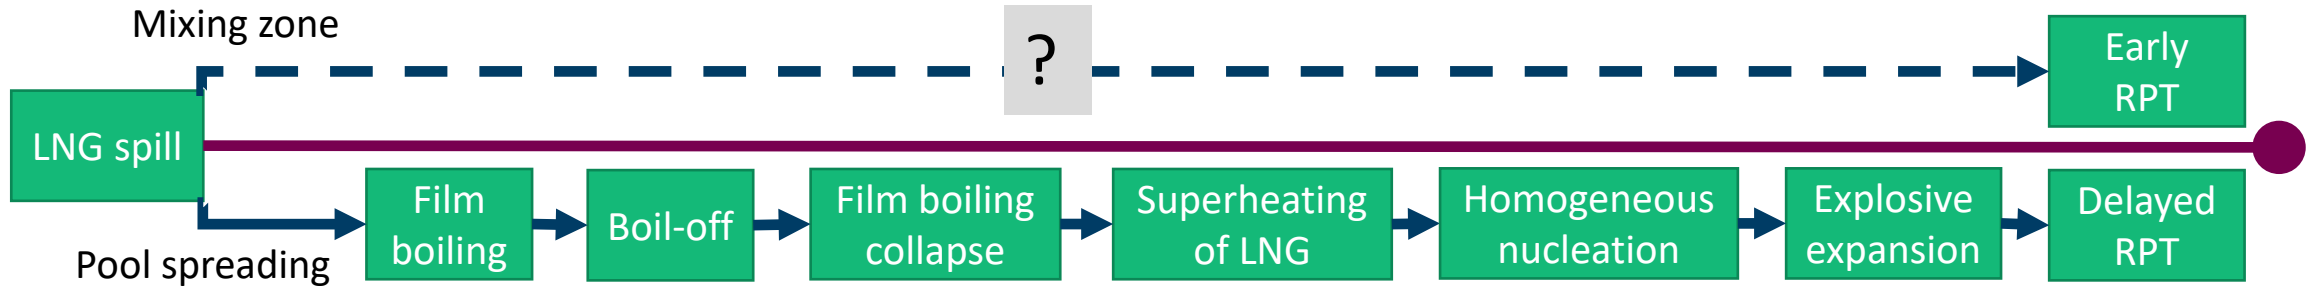 Mixing zone
?
Early
RPT
LNG spill
Film
boiling
Boil-off
Film boiling
collapse
Superheating
of LNG
Homogeneous
nucleation
Explosive
expansion
Delayed
RPT
Pool spreading